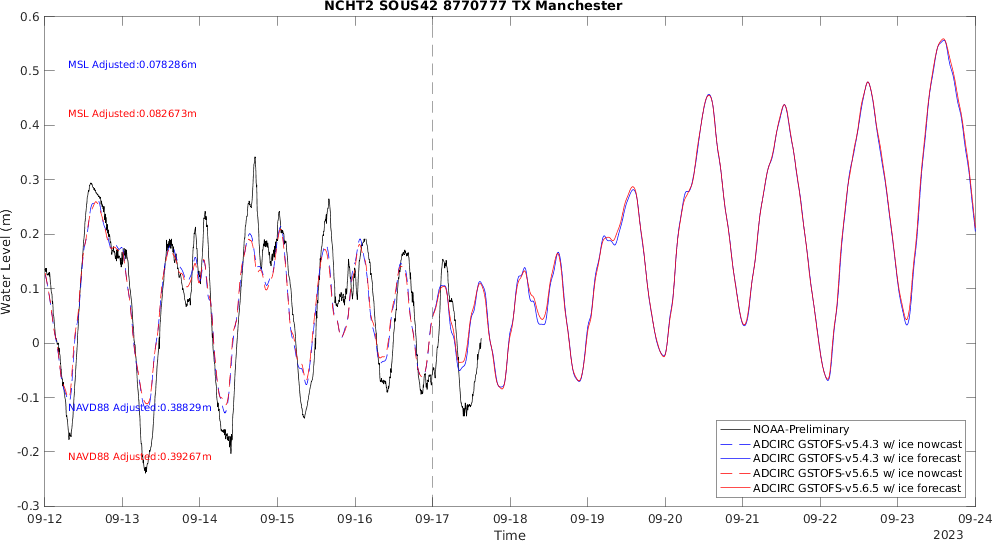 NCHT2 SOUS42 8770777 TX Manchester
0.6
0.5
0.4
0.3
0.2
0.1
0
-0.1
-0.2
-0.3
Water Level (m)
MSL Adjusted:0.078286m
MSL Adjusted:0.082673m
NAVD88 Adjusted:0.38829m
NAVD88 Adjusted:0.39267m
NOAA-Preliminary
ADCIRC GSTOFS-v5.4.3 w/ ice nowcast
ADCIRC GSTOFS-v5.4.3 w/ ice forecast
ADCIRC GSTOFS-v5.6.5 w/ ice nowcast
ADCIRC GSTOFS-v5.6.5 w/ ice forecast
09-12 09-13 09-14 09-15 09-16 09-17 09-18 09-19 09-20 09-21 09-22 09-23 09-24
Time
2023